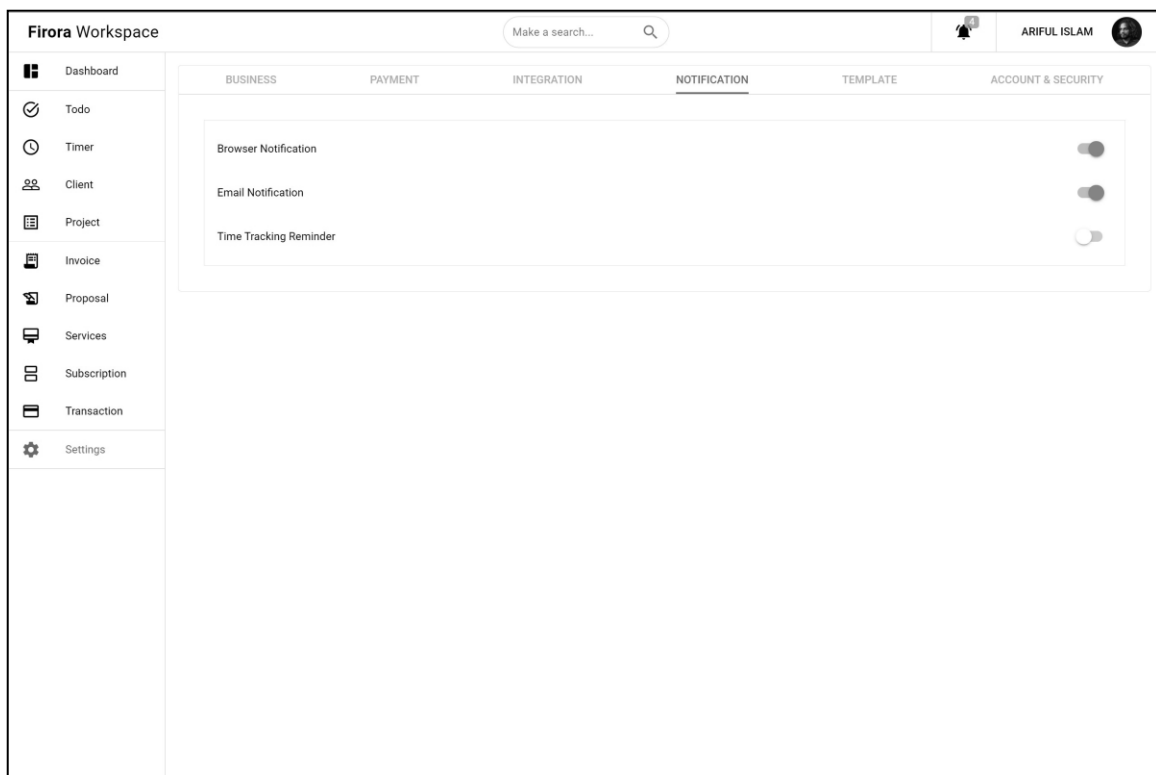 Firora Workspace
Make a search...
4
ARIFUL ISLAM
Dashboard
Todo
Timer
Client
Project
Invoice
Proposal
Services
Subscription
Transaction
Settings
BUSINESS PAYMENT INTEGRATION NOTIFICATION TEMPLATE ACCOUNT & SECURITY
Browser Notification
Email Notification
Time Tracking Reminder